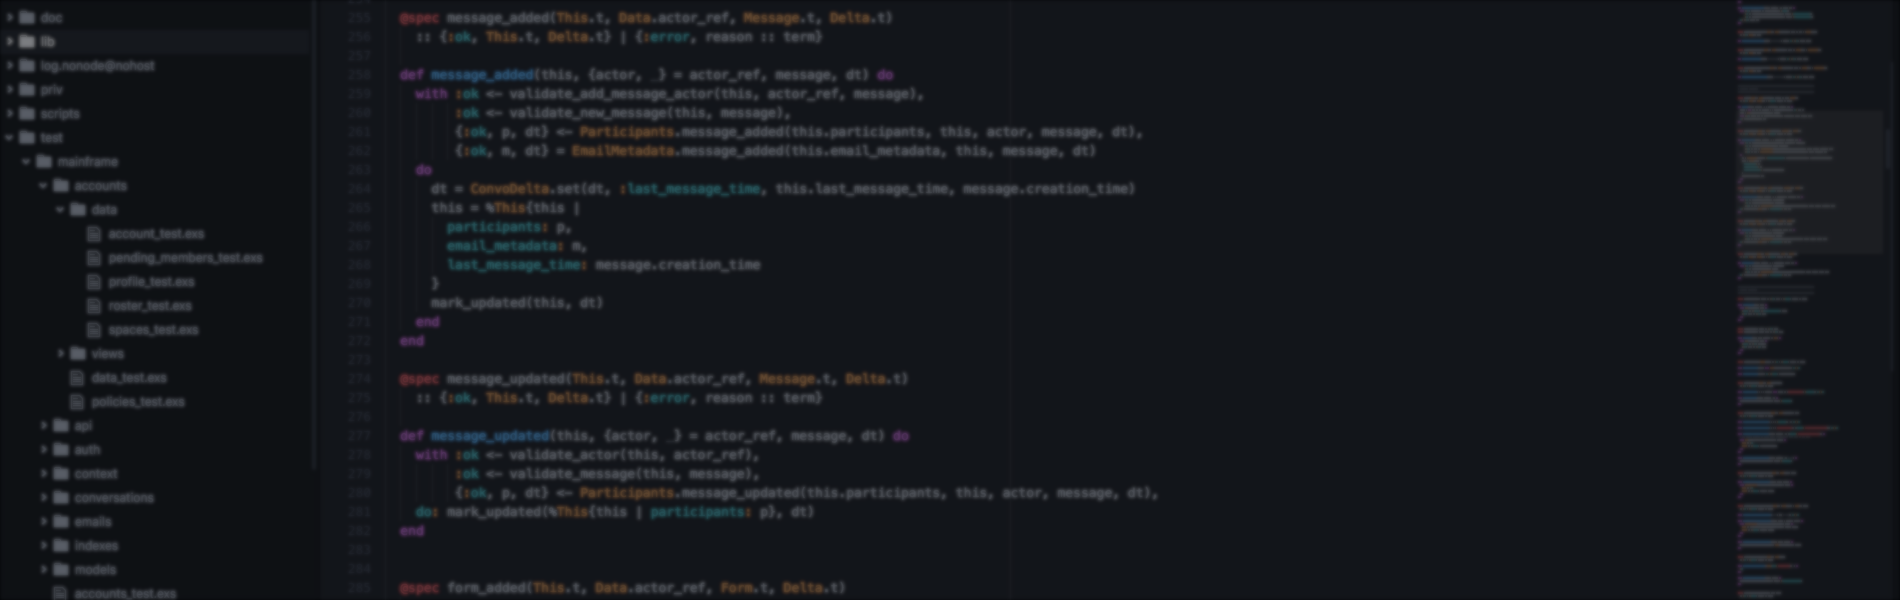 doc
lib
log.nonode@nohost
priv
scripts
test
mainframe
accounts
data
account_test.exs
pending_members_test.exs
profile_test.exs
roster_test.exs
spaces_test.exs
views
data_test.exs
policies_test.exs
api
auth
context
conversations
emails
indexes
models
accounts_test.exs
255 @spec message_added(This.t, Data.actor_ref, Message.t, Delta.t)
256 :: {:ok, This.t, Delta.t} | {:error, reason :: term}
257
258 def message_added(this, {actor, _} = actor_ref, message, dt) do
259 with :ok <- validate_add_message_actor(this, actor_ref, message),
260 :ok <- validate_new_message(this, message),
261 {:ok, p, dt} <- Participants.message_added(this.participants, this, actor, message, dt),
262 {:ok, m, dt} = EmailMetadata.message_added(this.email_metadata, this, message, dt)
263 do
264 dt = ConvoDelta.set(dt, :last_message_time, this.last_message_time, message.creation_time)
265 this = %This{this |
266 participants: p,
267 email_metadata: m,
268 last_message_time: message.creation_time
269 }
270 mark_updated(this, dt)
271 end
272 end
273
274 @spec message_updated(This.t, Data.actor_ref, Message.t, Delta.t)
275 :: {:ok, This.t, Delta.t} | {:error, reason :: term}
276
277 def message_updated(this, {actor, _} = actor_ref, message, dt) do
278 with :ok <- validate_actor(this, actor_ref),
279 :ok <- validate_message(this, message),
280 {:ok, p, dt} <- Participants.message_updated(this.participants, this, actor, message, dt),
281 do: mark_updated(%This{this | participants: p}, dt)
282 end
283
284
285 @spec form_added(This.t, Data.actor_ref, Form.t, Delta.t)